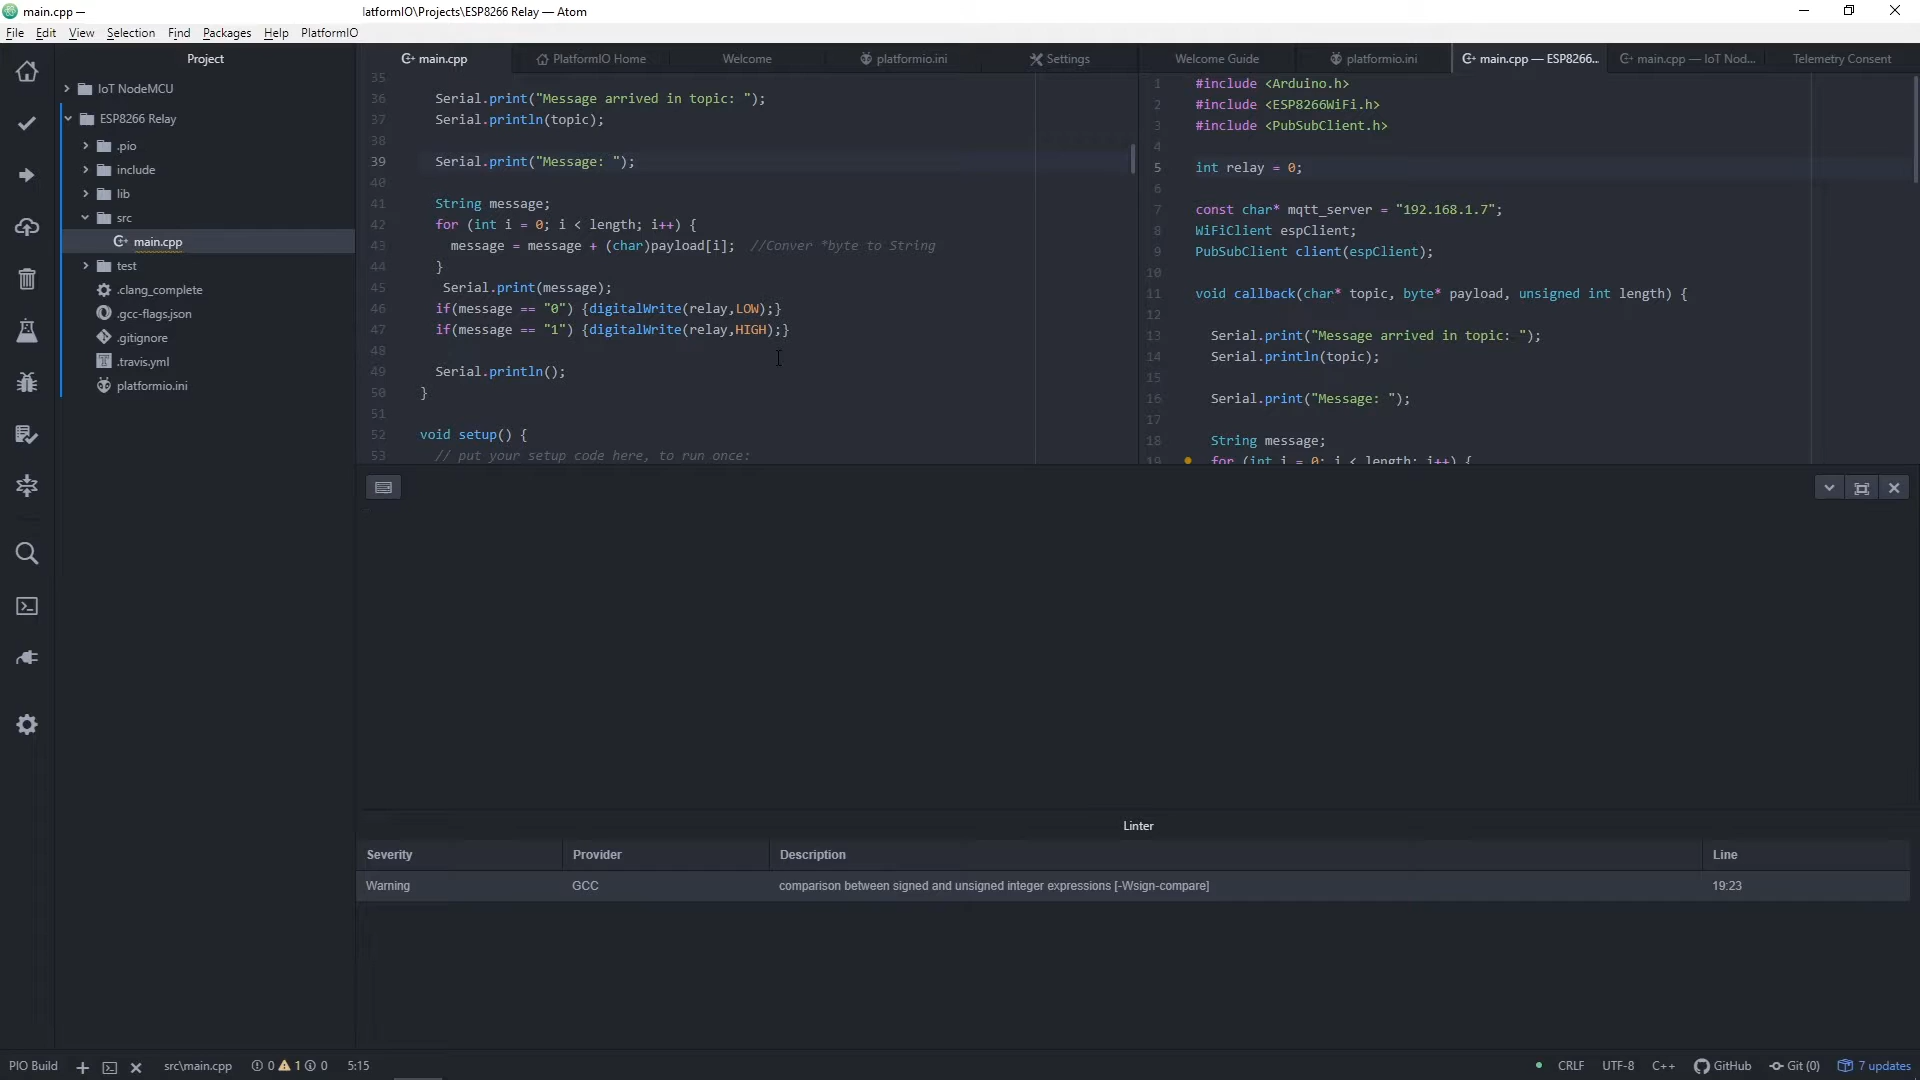 main.cpp — latformIO\Projects\ESP8266 Relay — Atom
File Edit View Selection Find Packages Help PlatformIO
Project
IoT NodeMCU
ESP8266 Relay
.pio
include
lib
src
main.cpp
test
.clang_complete
.gcc-flags.json
.gitignore
.travis.yml
platformio.ini
main.cpp PlatformIO Home Welcome platformio.ini Settings
35
36 Serial.print("Message arrived in topic: ");
37 Serial.println(topic);
38
39 Serial.print("Message: ");
40
41 String message;
42 for (int i = 0; i < length; i++) {
43 message = message + (char)payload[i]; //Conver *byte to String
44 }
45 Serial.print(message);
46 if(message == "0") {digitalWrite(relay,LOW);}
47 if(message == "1") {digitalWrite(relay,HIGH);}
48
49 Serial.println();
50 }
51
52 void setup() {
53 // put your setup code here, to run once:
Welcome Guide platformio.ini main.cpp — ESP8266... main.cpp — IoT Nod... Telemetry Consent
1 #include <Arduino.h>
2 #include <ESP8266WiFi.h>
3 #include <PubSubClient.h>
4
5 int relay = 0;
6
7 const char* mqtt_server = "192.168.1.7";
8 WiFiClient espClient;
9 PubSubClient client(espClient);
10
11 void callback(char* topic, byte* payload, unsigned int length) {
12
13 Serial.print("Message arrived in topic: ");
14 Serial.println(topic);
15
16 Serial.print("Message: ");
17
18 String message;
19 for (int i = 0; i < length; i++) {
Linter
Severity Provider Description Line
Warning GCC comparison between signed and unsigned integer expressions [-Wsign-compare] 19:23
PIO Build src\main.cpp 0 1 0 5:15 CRLF UTF-8 C++ GitHub Git (0) 7 updates